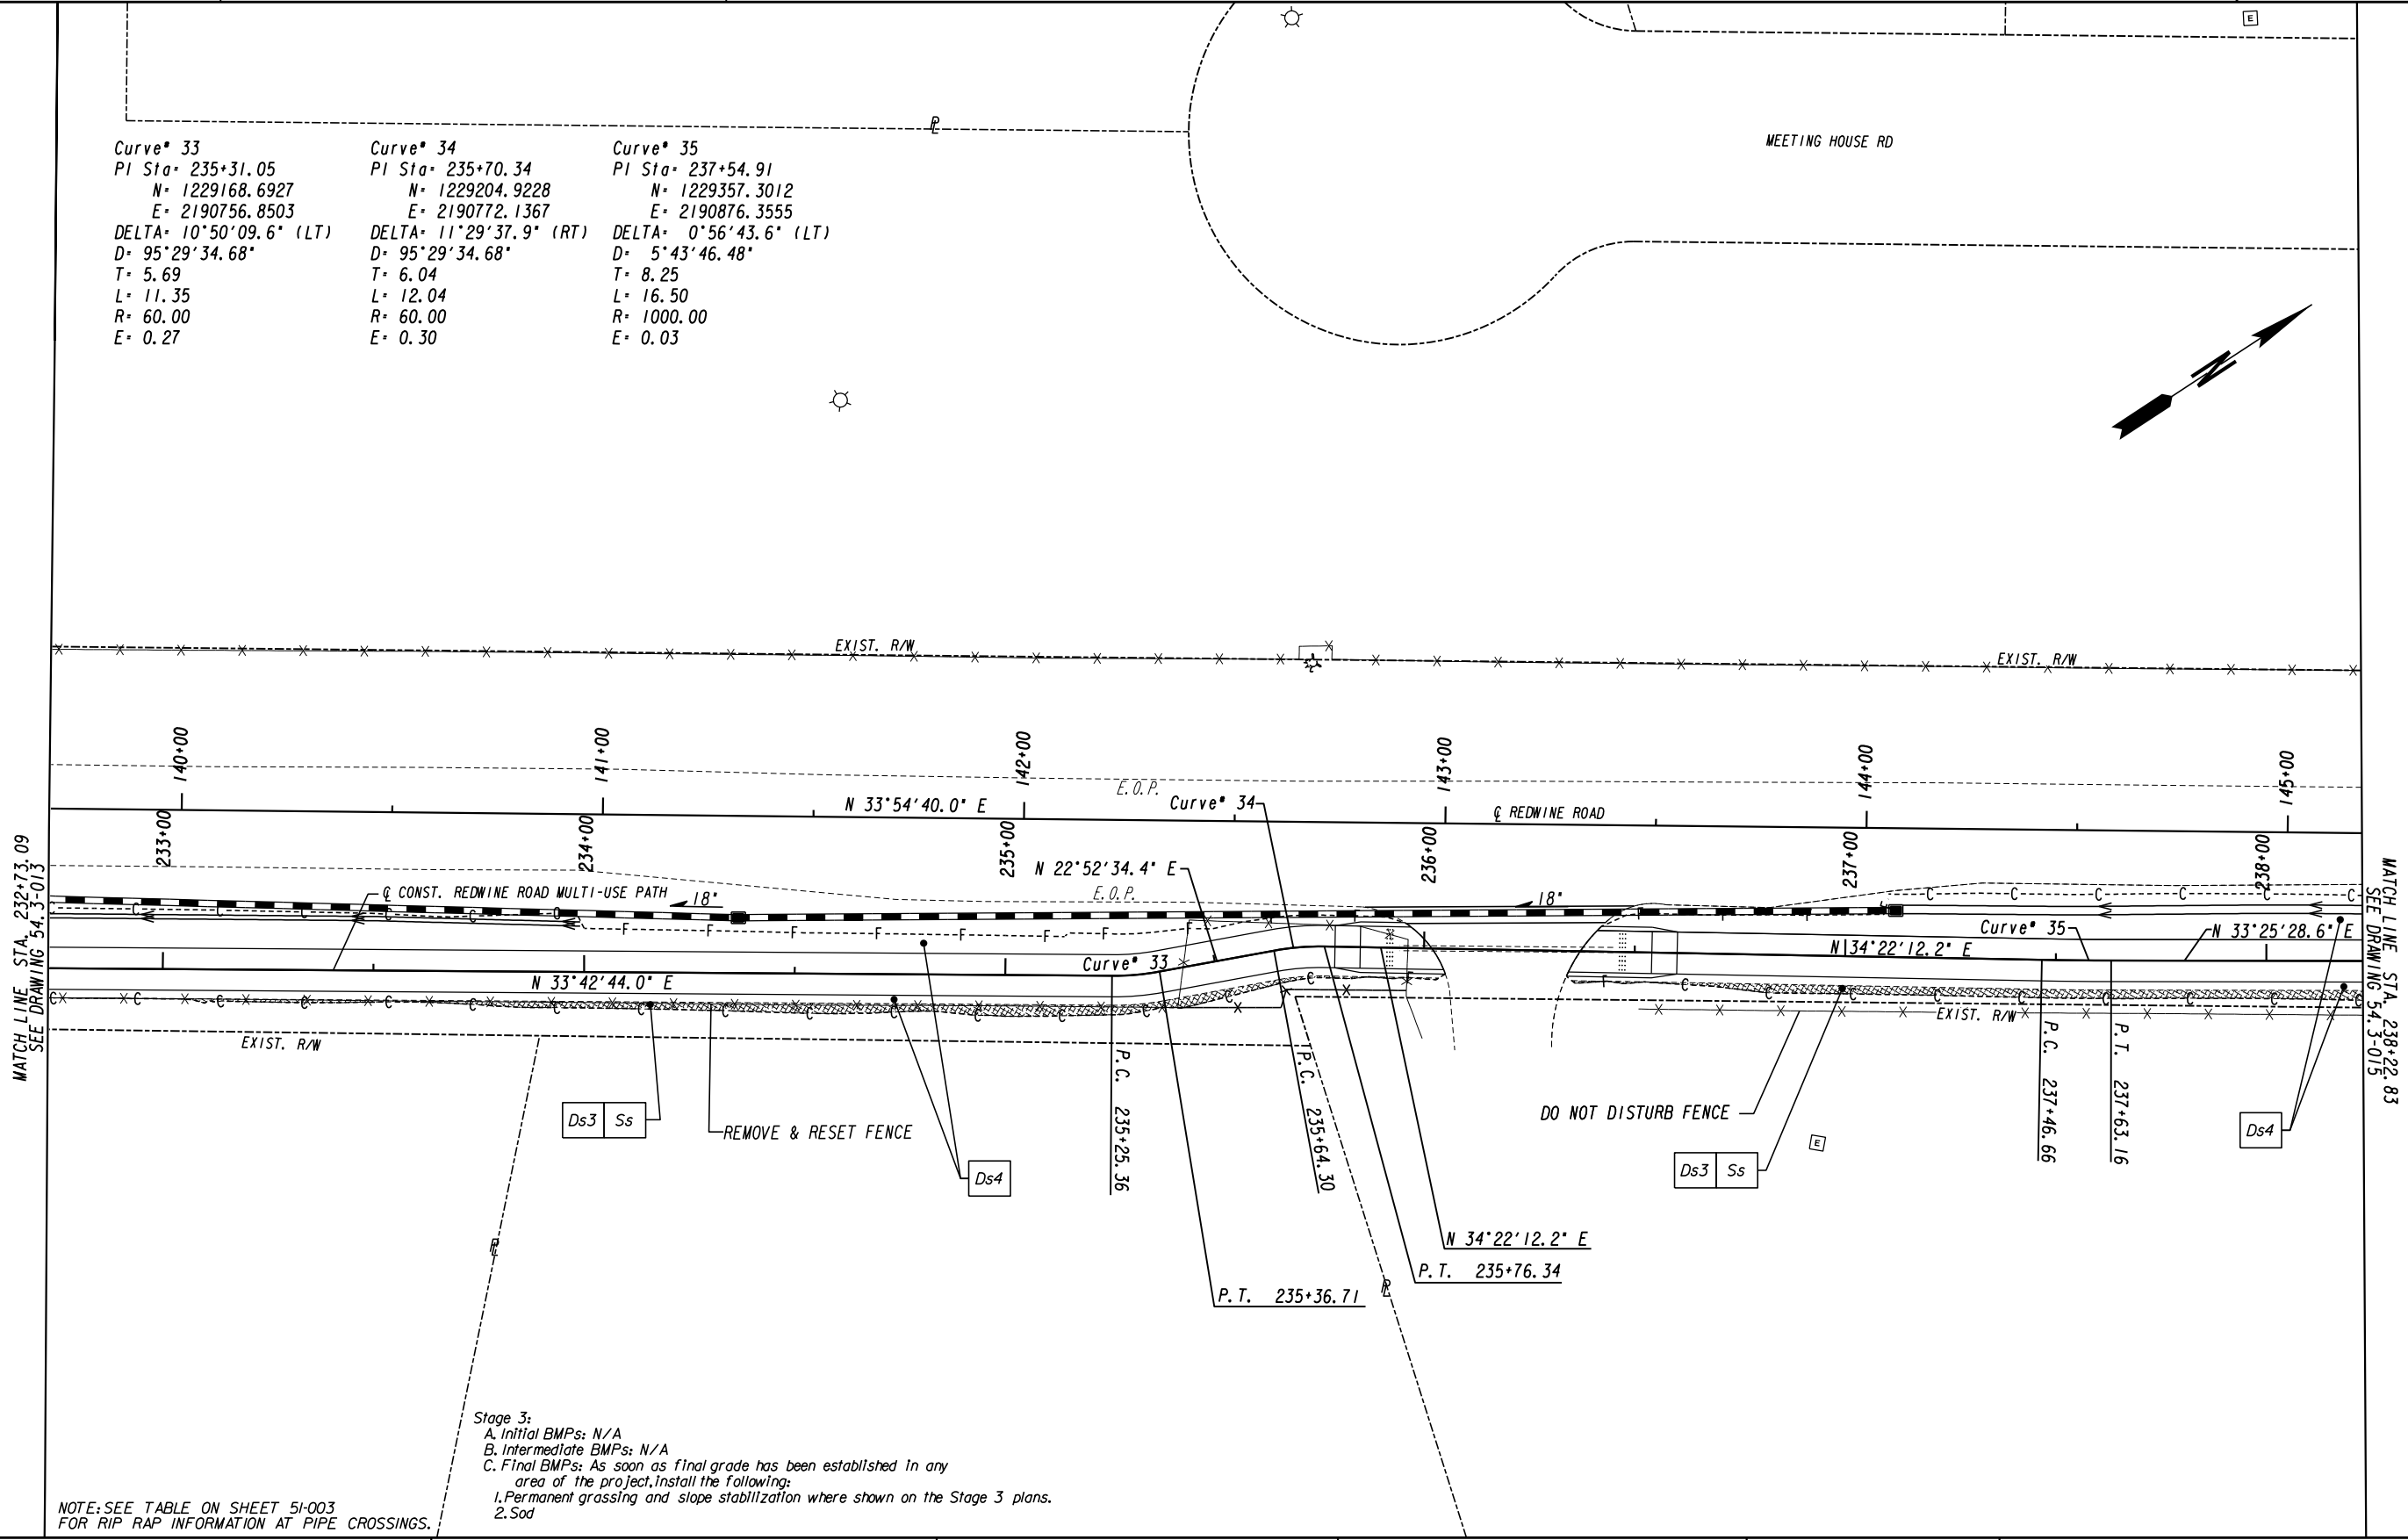 E
MEETING HOUSE RD
Curve# 33
PI Sta= 235+31.05
N= 1229168.6927
E= 2190756.8503
DELTA= 10°50'09.6" (LT)
D= 95°29'34.68"
T= 5.69
L= 11.35
R= 60.00
E= 0.27
Curve# 34
PI Sta= 235+70.34
N= 1229204.9228
E= 2190772.1367
DELTA= 11°29'37.9" (RT)
D= 95°29'34.68"
T= 6.04
L= 12.04
R= 60.00
E= 0.30
Curve# 35
PI Sta= 237+54.91
N= 1229357.3012
E= 2190876.3555
DELTA= 0°56'43.6" (LT)
D= 5°43'46.48"
T= 8.25
L= 16.50
R= 1000.00
E= 0.03
N
EXIST. R/W
EXIST. R/W
140+00
141+00
142+00
143+00
144+00
145+00
E.O.P.
N 33°54'40.0" E
Curve# 34
℄ REDWINE ROAD
233+00
234+00
235+00
236+00
237+00
238+00
N 22°52'34.4" E
E.O.P.
℄ CONST. REDWINE ROAD MULTI-USE PATH
18"
18"
Curve# 35
N 33°25'28.6" E
N 34°22'12.2" E
Curve# 33
N 33°42'44.0" E
EXIST. R/W
EXIST. R/W
MATCH LINE STA. 232+73.09
SEE DRAWING 54.3-013
MATCH LINE STA. 238+22.83
SEE DRAWING 54.3-015
P.C. 235+25.36
P.C. 235+64.30
P.C. 237+46.66
P.T. 237+63.16
Ds3 Ss
REMOVE & RESET FENCE
Ds4
DO NOT DISTURB FENCE
E
Ds3 Ss
Ds4
N 34°22'12.2" E
P.T. 235+76.34
P.T. 235+36.71
Stage 3:
A. Initial BMPs: N/A
B. Intermediate BMPs: N/A
C. Final BMPs: As soon as final grade has been established in any
area of the project, install the following:
1. Permanent grassing and slope stabilization where shown on the Stage 3 plans.
2. Sod
NOTE: SEE TABLE ON SHEET 51-003
FOR RIP RAP INFORMATION AT PIPE CROSSINGS.